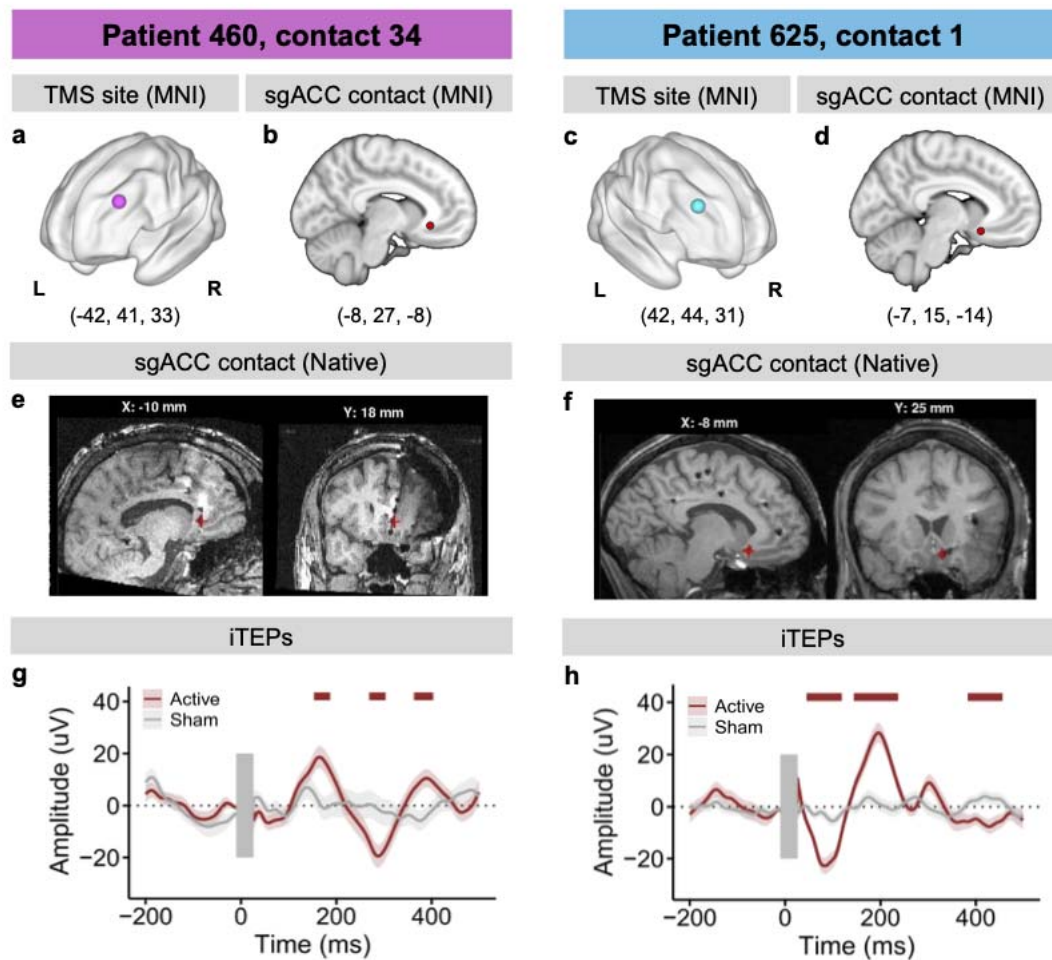 Patient 460, contact 34
Patient 625, contact 1
TMS site (MNI)
sgACC contact (MNI)
TMS site (MNI)
sgACC contact (MNI)
a
b
c
d
L
R
L
R
(-42, 41, 33)
(-8, 27, -8)
(42, 44, 31)
(-7, 15, -14)
sgACC contact (Native)
sgACC contact (Native)
e
X: -10 mm
Y: 18 mm
f
X: -8 mm
Y: 25 mm
iTEPs
iTEPs
g
Active
Sham
40
20
0
−20
Amplitude (uV)
−200
0
200
400
Time (ms)
h
Active
Sham
40
20
0
−20
Amplitude (uV)
−200
0
200
400
Time (ms)